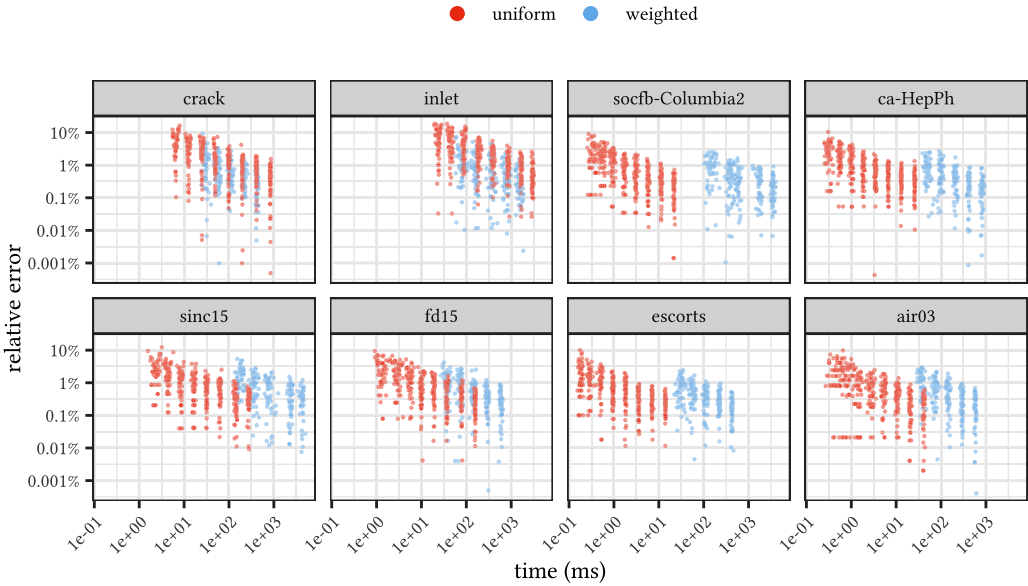 uniform weighted
crack inlet socfb-Columbia2 ca-HepPh
10%
1%
0.1%
0.01%
0.001%
relative error
sinc15 fd15 escorts air03
10%
1%
0.1%
0.01%
0.001%
1e-01 1e+00 1e+01 1e+02 1e+03 1e-01 1e+00 1e+01 1e+02 1e+03 1e-01 1e+00 1e+01 1e+02 1e+03 1e-01 1e+00 1e+01 1e+02 1e+03
time (ms)